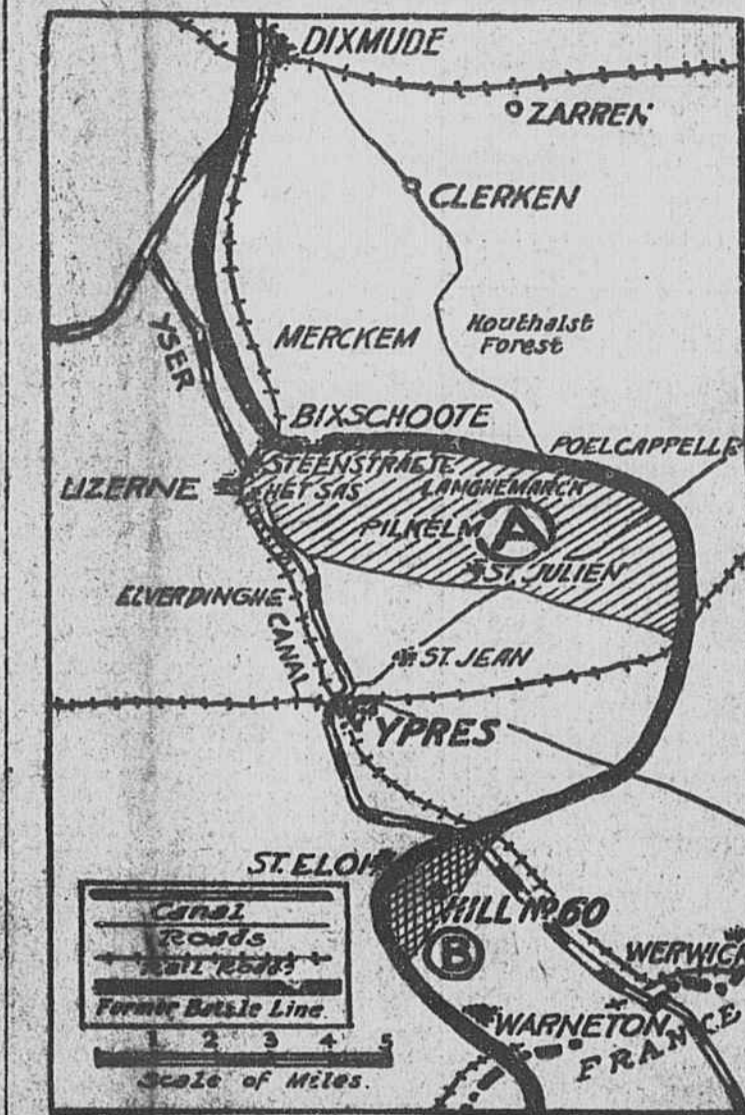 DIXMUDE
ZARREN
CLERKEN
YSER
MERCKEM
Houthalst
Forest
BIXSCHOOTE
POELCAPPELLE
STEENSTRAETE
LIZERNE
HET SAS
LANGHEMARCK
PILKELM
A
ST. JULIEN
ELVERDINGHE
CANAL
ST. JEAN
YPRES
ST. ELOI
HILL No. 60
B
WERWICK
WARNETON
FRANCE
Canal
Roads
Rail Roads
Former Battle Line.
1 2 3 4 5
Scale of Miles.